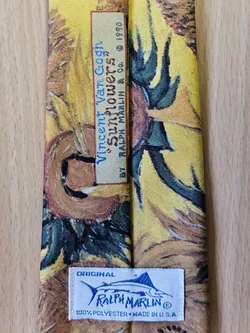 Vincent Van Gogh
"Sunflowers"
BY RALPH MARLIN & CO. © 1990
ORIGINAL
RALPH MARLIN ®
100% POLYESTER • MADE IN U.S.A.